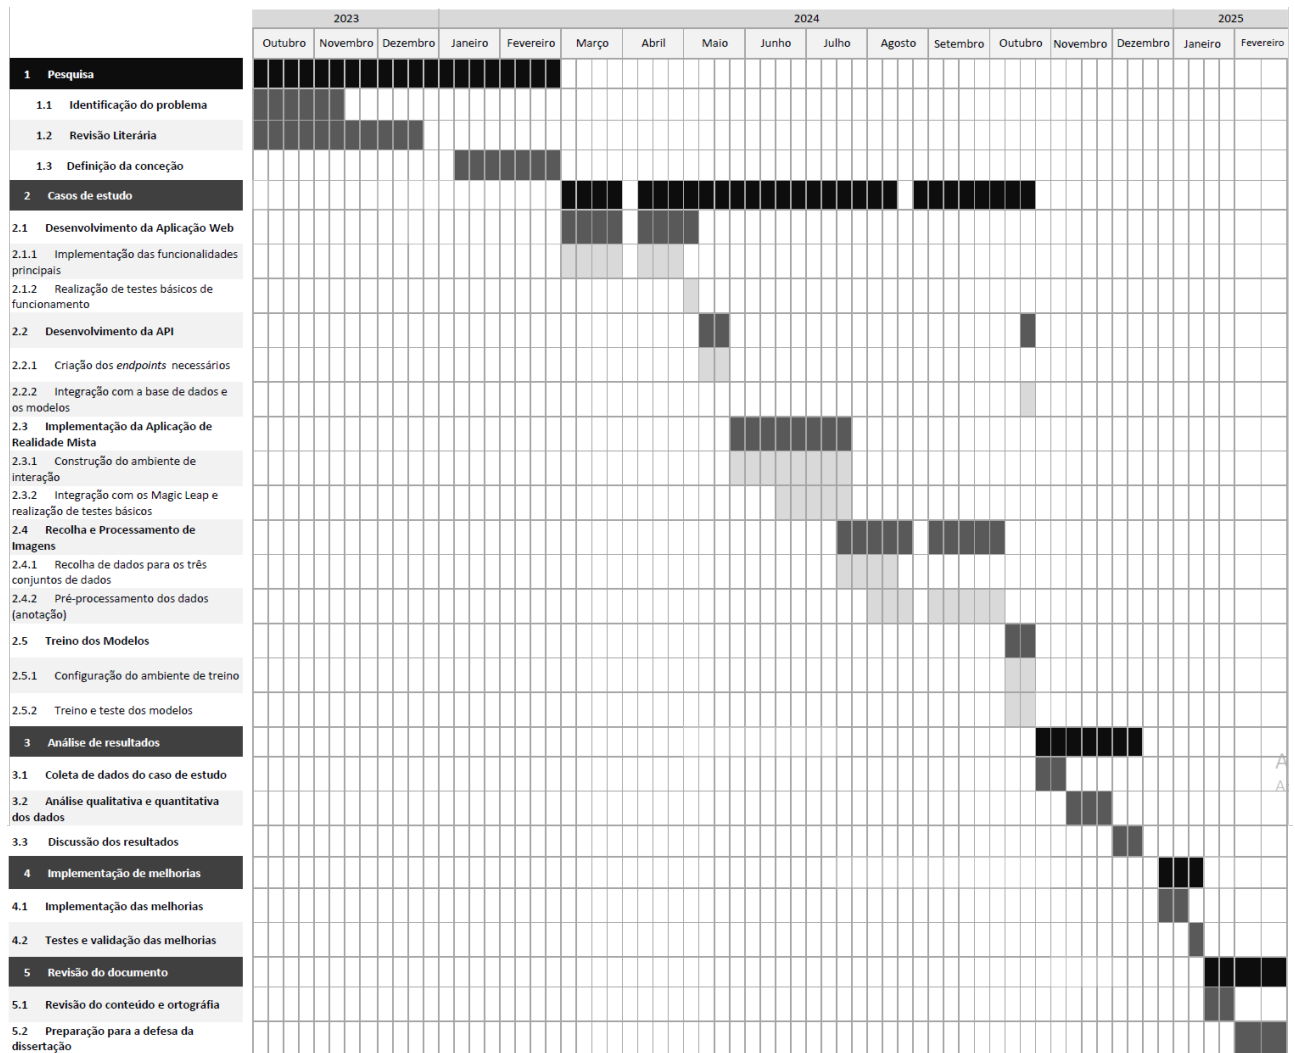 2023 2024 2025
Outubro Novembro Dezembro Janeiro Fevereiro Março Abril Maio Junho Julho Agosto Setembro Outubro Novembro Dezembro Janeiro Fevereiro
1 Pesquisa
1.1 Identificação do problema
1.2 Revisão Literária
1.3 Definição da conceção
2 Casos de estudo
2.1 Desenvolvimento da Aplicação Web
2.1.1 Implementação das funcionalidades
principais
2.1.2 Realização de testes básicos de
funcionamento
2.2 Desenvolvimento da API
2.2.1 Criação dos endpoints necessários
2.2.2 Integração com a base de dados e
os modelos
2.3 Implementação da Aplicação de
Realidade Mista
2.3.1 Construção do ambiente de
interação
2.3.2 Integração com os Magic Leap e
realização de testes básicos
2.4 Recolha e Processamento de
Imagens
2.4.1 Recolha de dados para os três
conjuntos de dados
2.4.2 Pré-processamento dos dados
(anotação)
2.5 Treino dos Modelos
2.5.1 Configuração do ambiente de treino
2.5.2 Treino e teste dos modelos
3 Análise de resultados
A
3.1 Coleta de dados do caso de estudo
A
3.2 Análise qualitativa e quantitativa
dos dados
3.3 Discussão dos resultados
4 Implementação de melhorias
4.1 Implementação das melhorias
4.2 Testes e validação das melhorias
5 Revisão do documento
5.1 Revisão do conteúdo e ortográfia
5.2 Preparação para a defesa da
dissertação